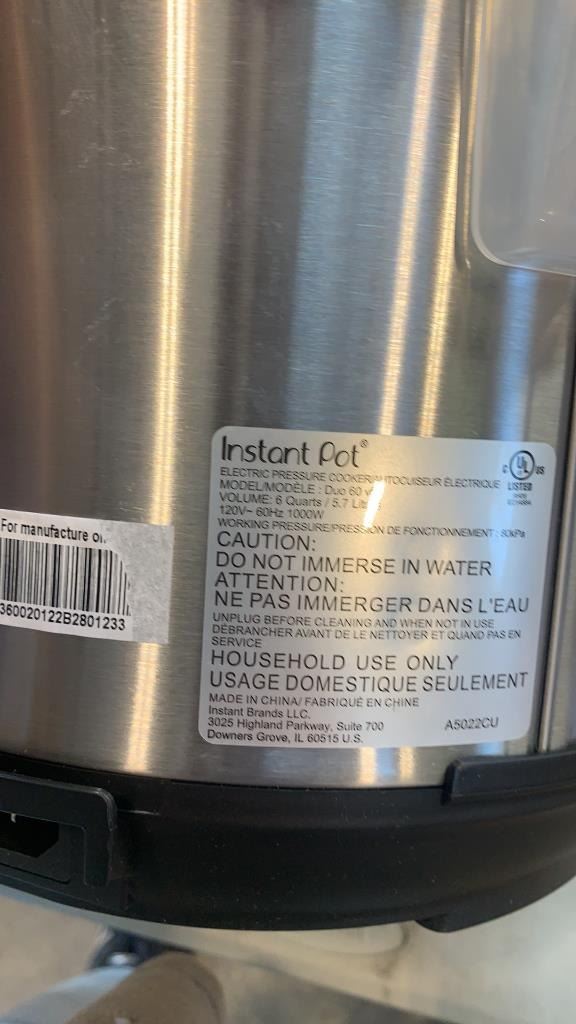 Instant Pot®
ELECTRIC PRESSURE COOKER/AUTOCUISEUR ÉLECTRIQUE
MODEL/MODÈLE : Duo 60
VOLUME: 6 Quarts / 5.7
120V~ 60Hz 1000W
WORKING PRESSURE/PRESSION DE FONCTIONNEMENT : 80kPa
C UL US
LISTED
CAUTION:
DO NOT IMMERSE IN WATER
ATTENTION:
NE PAS IMMERGER DANS L'EAU
UNPLUG BEFORE CLEANING AND WHEN NOT IN USE
DÉBRANCHER AVANT DE LE NETTOYER ET QUAND PAS EN
SERVICE
HOUSEHOLD USE ONLY
USAGE DOMESTIQUE SEULEMENT
MADE IN CHINA/ FABRIQUÉ EN CHINE
Instant Brands LLC.
3025 Highland Parkway, Suite 700
Downers Grove, IL 60515 U.S.
A5022CU
For manufacture
360020122B2801233